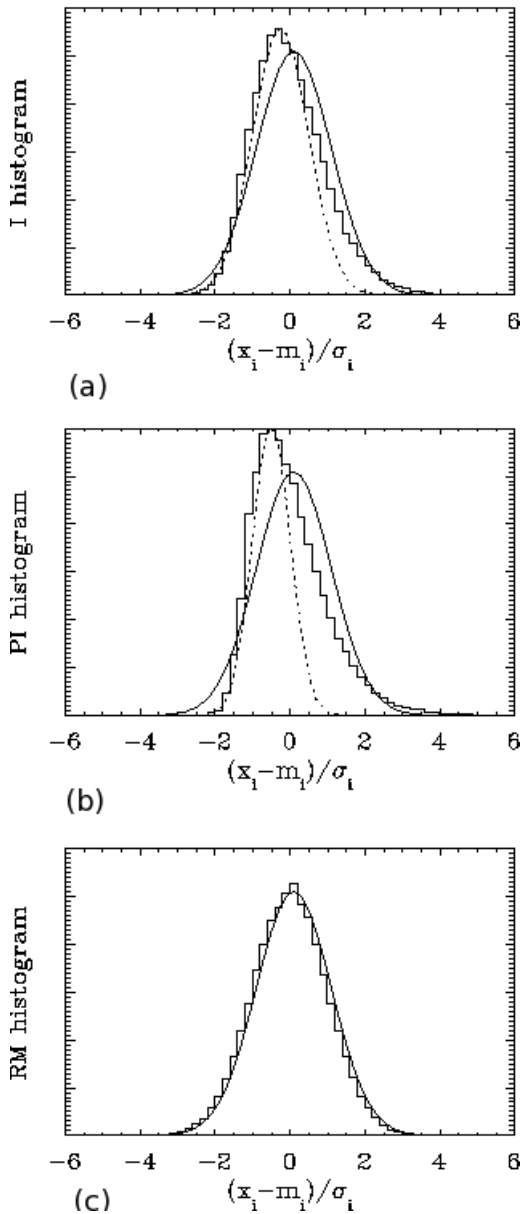 I histogram
−6 −4 −2 0 2 4 6
(x_i−m_i)/σ_i
(a)
PI histogram
−6 −4 −2 0 2 4 6
(x_i−m_i)/σ_i
(b)
RM histogram
−6 −4 −2 0 2 4 6
(x_i−m_i)/σ_i
(c)